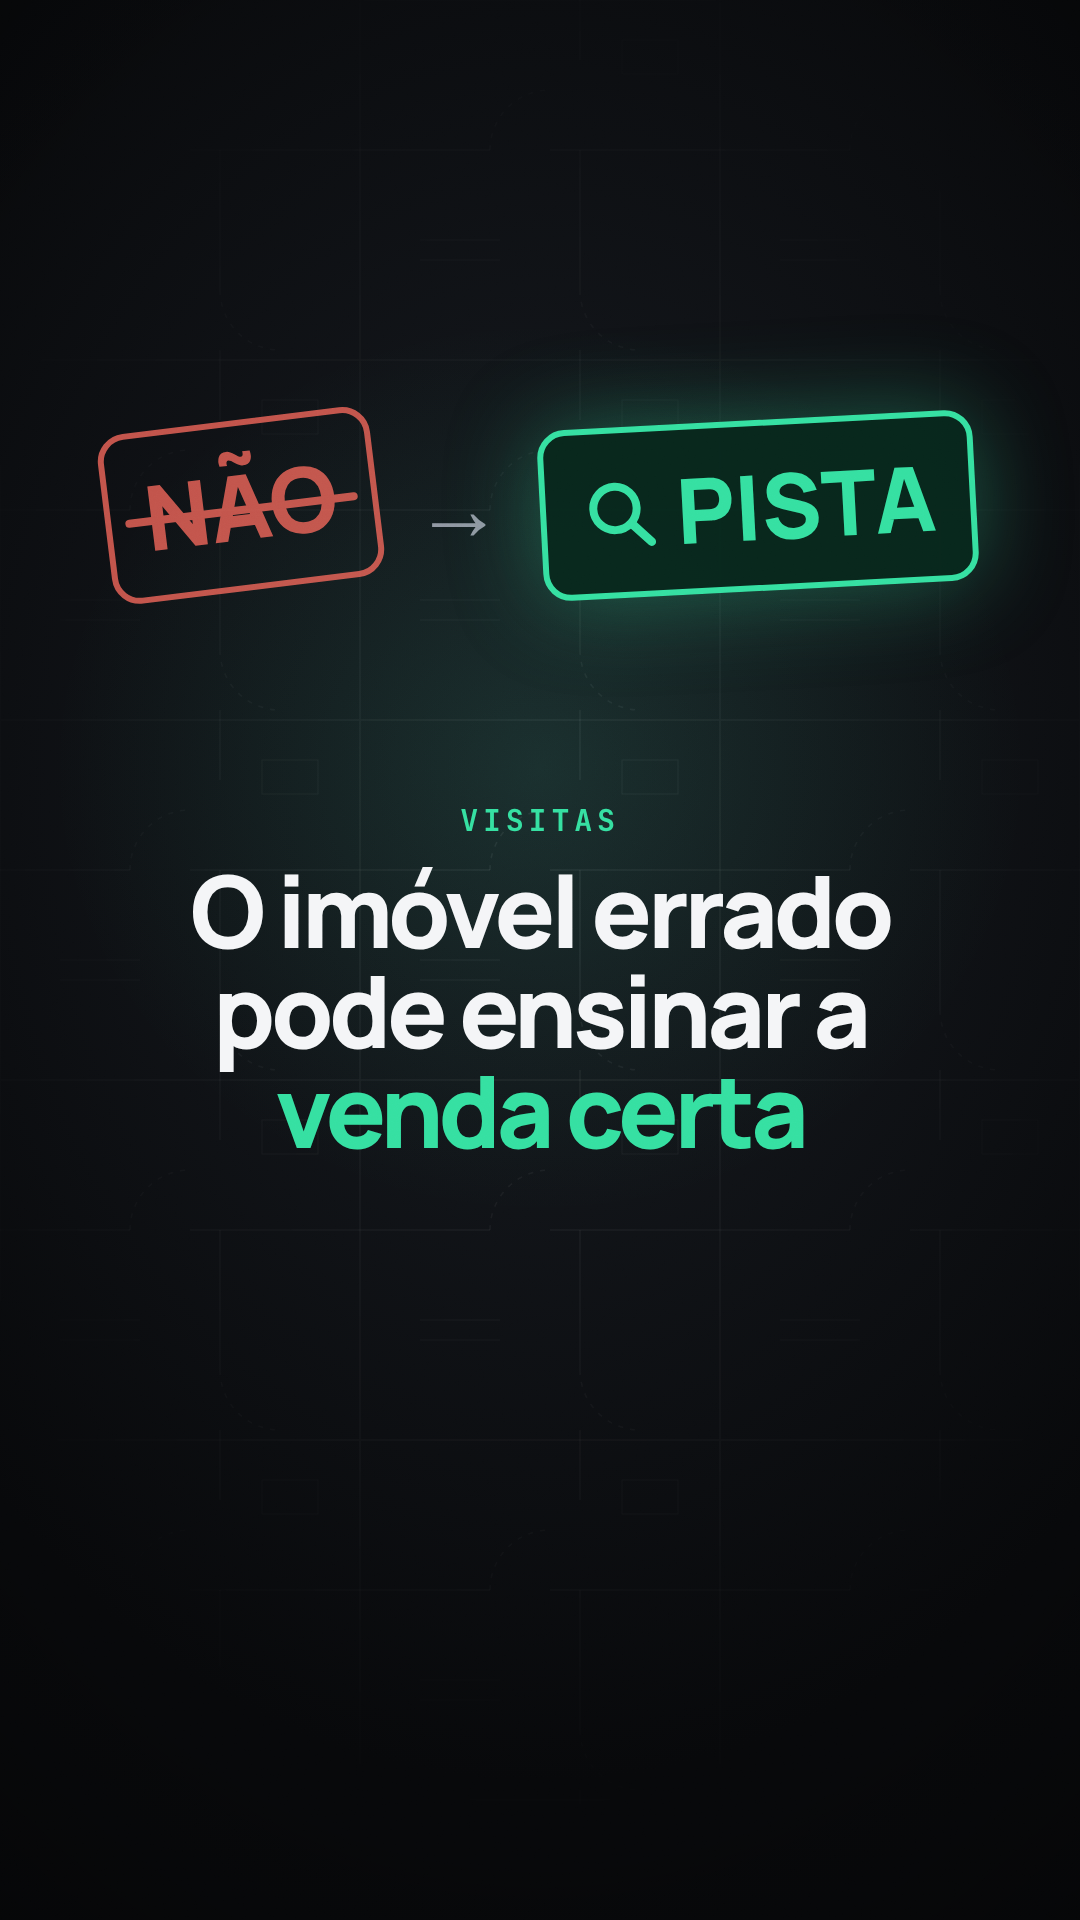 NÃO → PISTA
VISITAS
O imóvel errado
pode ensinar a
venda certa